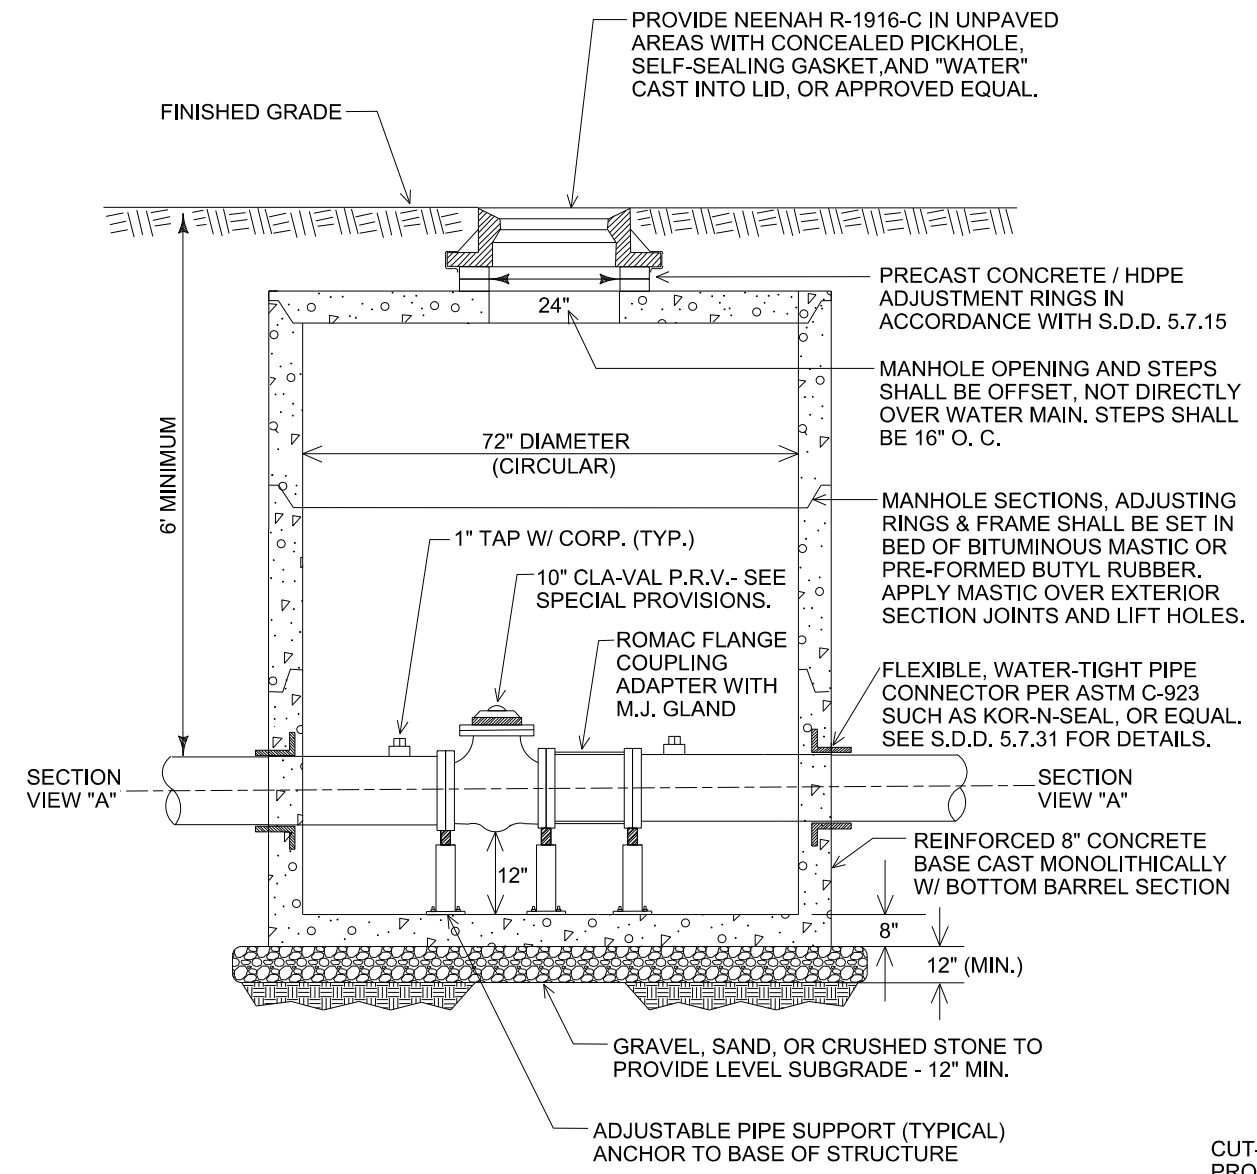 PROVIDE NEENAH R-1916-C IN UNPAVED
AREAS WITH CONCEALED PICKHOLE,
SELF-SEALING GASKET,AND "WATER"
CAST INTO LID, OR APPROVED EQUAL.
FINISHED GRADE
PRECAST CONCRETE / HDPE
ADJUSTMENT RINGS IN
ACCORDANCE WITH S.D.D. 5.7.15
24"
MANHOLE OPENING AND STEPS
SHALL BE OFFSET, NOT DIRECTLY
OVER WATER MAIN. STEPS SHALL
BE 16" O. C.
6' MINIMUM
72" DIAMETER
(CIRCULAR)
MANHOLE SECTIONS, ADJUSTING
RINGS & FRAME SHALL BE SET IN
BED OF BITUMINOUS MASTIC OR
PRE-FORMED BUTYL RUBBER.
APPLY MASTIC OVER EXTERIOR
SECTION JOINTS AND LIFT HOLES.
1" TAP W/ CORP. (TYP.)
10" CLA-VAL P.R.V.- SEE
SPECIAL PROVISIONS.
ROMAC FLANGE
COUPLING
ADAPTER WITH
M.J. GLAND
FLEXIBLE, WATER-TIGHT PIPE
CONNECTOR PER ASTM C-923
SUCH AS KOR-N-SEAL, OR EQUAL.
SEE S.D.D. 5.7.31 FOR DETAILS.
SECTION
VIEW "A"
SECTION
VIEW "A"
REINFORCED 8" CONCRETE
BASE CAST MONOLITHICALLY
W/ BOTTOM BARREL SECTION
12"
8"
12" (MIN.)
GRAVEL, SAND, OR CRUSHED STONE TO
PROVIDE LEVEL SUBGRADE - 12" MIN.
ADJUSTABLE PIPE SUPPORT (TYPICAL)
ANCHOR TO BASE OF STRUCTURE
CUT-
PRO